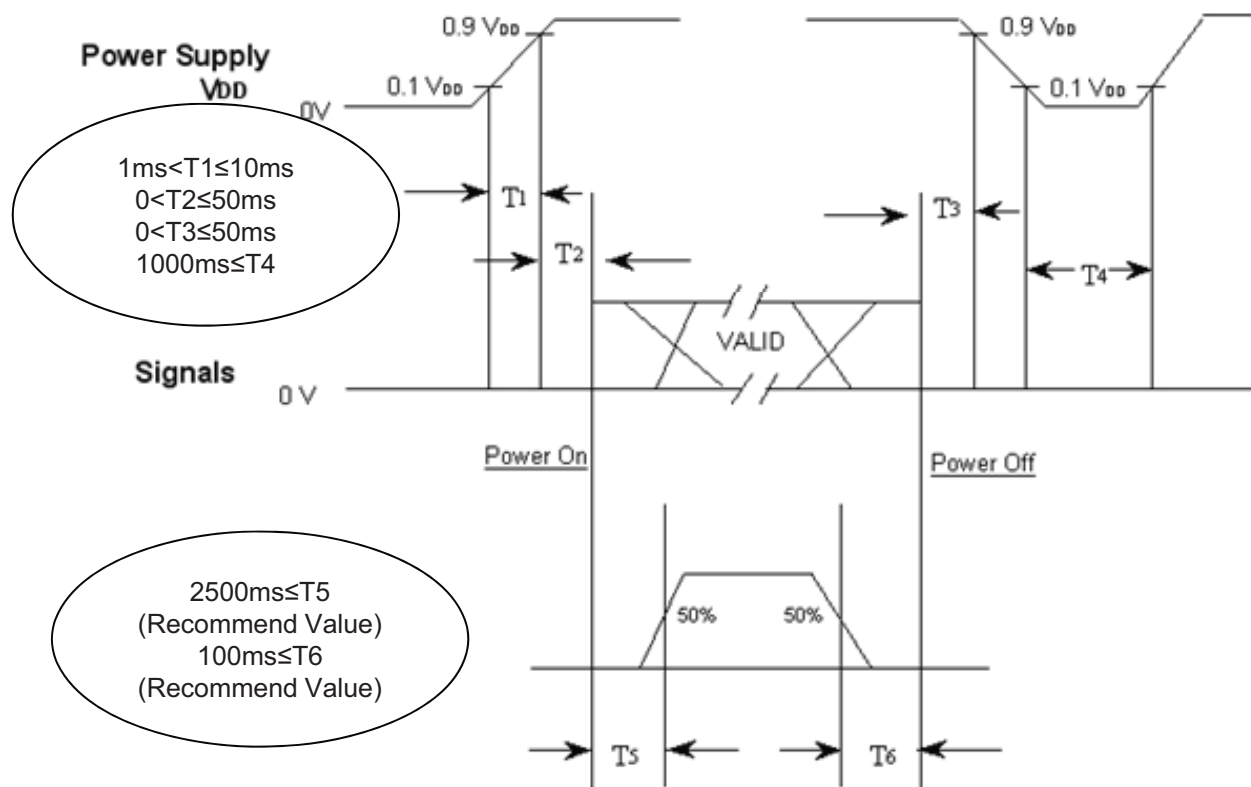 0.9 VDD
0.9 VDD
Power Supply
VDD
0.1 VDD
0.1 VDD
0V
1ms<T1≤10ms
0<T2≤50ms
0<T3≤50ms
1000ms≤T4
T1
T3
T2
T4
VALID
Signals
0 V
Power On
Power Off
2500ms≤T5
(Recommend Value)
100ms≤T6
(Recommend Value)
50%
50%
T5
T6